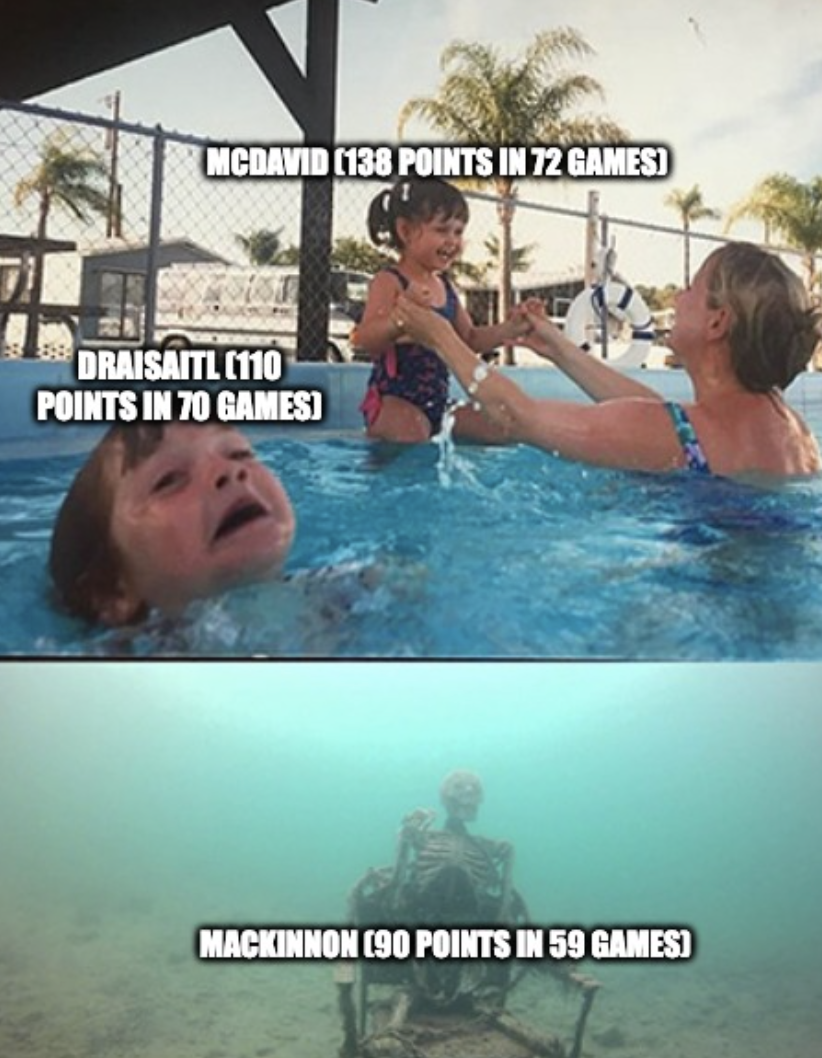 MCDAVID (138 POINTS IN 72 GAMES)
DRAISAITL (110
POINTS IN 70 GAMES)
MACKINNON (90 POINTS IN 59 GAMES)